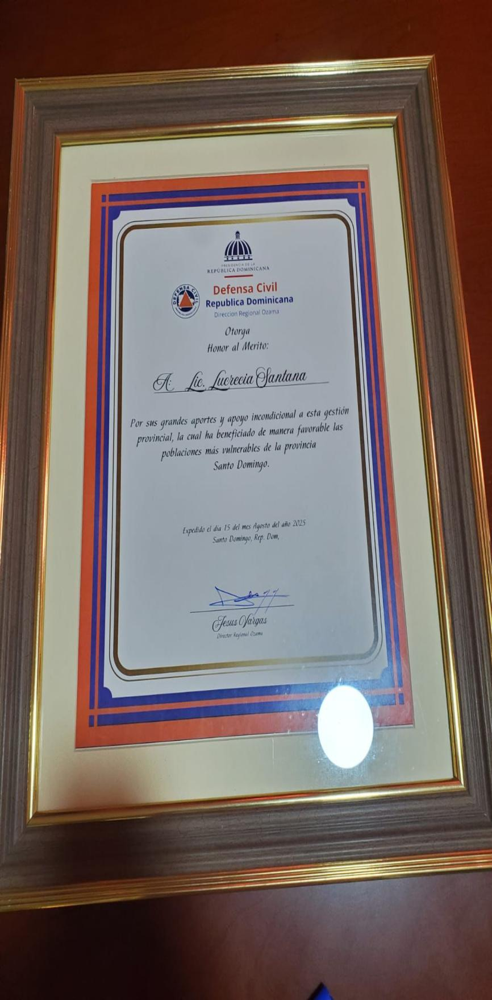 PRESIDENCIA DE LA
REPÚBLICA DOMINICANA
DEFENSA CIVIL
Defensa Civil
Republica Dominicana
Direccion Regional Ozama
Otorga
Honor al Merito:
A: Lic. Lucrecia Santana
Por sus grandes aportes y apoyo incondicional a esta gestión
provincial, la cual ha beneficiado de manera favorable las
poblaciones más vulnerables de la provincia
Santo Domingo.
Expedido el dia 15 del mes Agosto del año 2025
Santo Domingo, Rep. Dom,
Jesus Vargas
Director Regional Ozama